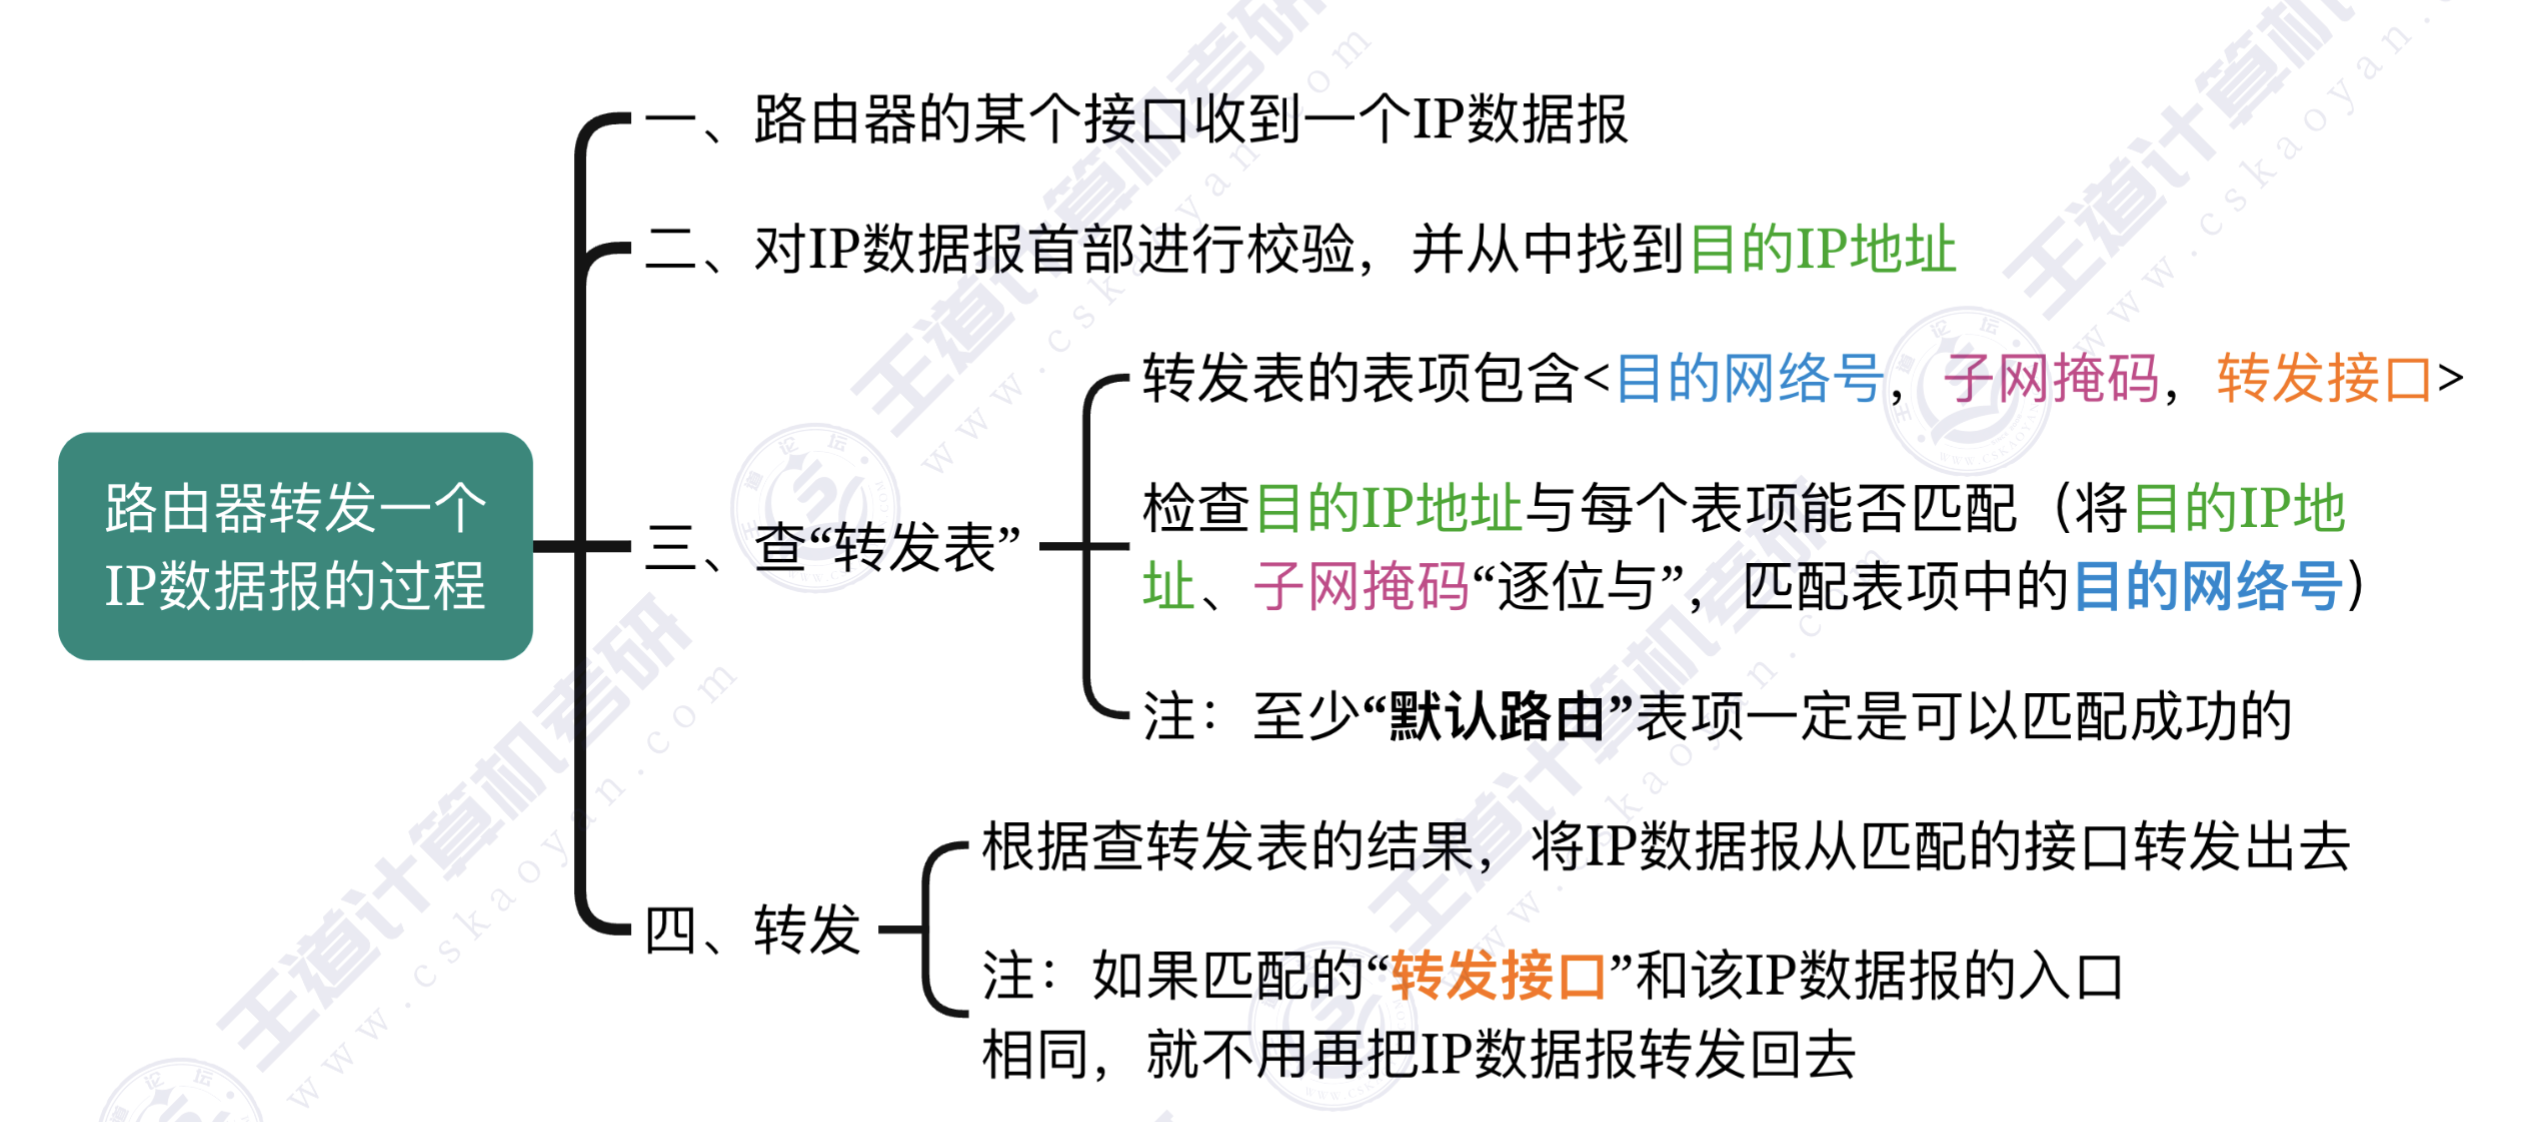 路由器转发一个
IP数据报的过程
一、路由器的某个接口收到一个IP数据报
二、对IP数据报首部进行校验，并从中找到目的IP地址
三、查“转发表”
转发表的表项包含<目的网络号，子网掩码，转发接口>
检查目的IP地址与每个表项能否匹配（将目的IP地
址、子网掩码“逐位与”，匹配表项中的目的网络号）
注：至少“默认路由”表项一定是可以匹配成功的
四、转发
根据查转发表的结果，将IP数据报从匹配的接口转发出去
注：如果匹配的“转发接口”和该IP数据报的入口
相同，就不用再把IP数据报转发回去
王道计算机考研
www.cskaoyan.com